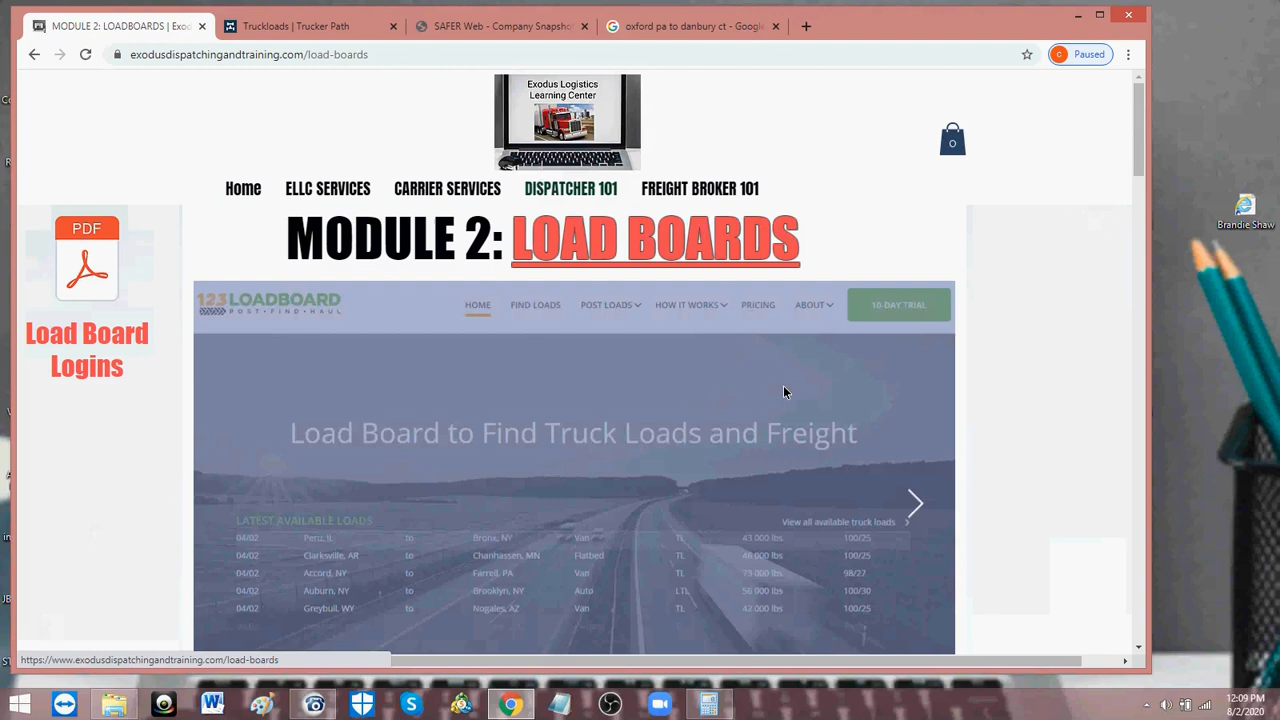 MODULE 2: LOADBOARDS | Exod
Truckloads | Trucker Path
SAFER Web - Company Snapshot
oxford pa to danbury ct - Google
exodusdispatchingandtraining.com/load-boards
Paused
Exodus Logistics
Learning Center
0
Home
ELLC SERVICES
CARRIER SERVICES
DISPATCHER 101
FREIGHT BROKER 101
PDF
Load Board
Logins
MODULE 2: LOAD BOARDS
123LOADBOARD
POST•FIND•HAUL
HOME
FIND LOADS
POST LOADS
HOW IT WORKS
PRICING
ABOUT
10 DAY TRIAL
Load Board to Find Truck Loads and Freight
LATEST AVAILABLE LOADS
View all available truck loads
04/02 Peru, IL to Bronx, NY Van TL 43 000 lbs 100/25
04/02 Clarksville, AR to Chanhassen, MN Flatbed TL 48 000 lbs 100/25
04/02 Accord, NY to Farrell, PA Van TL 73 000 lbs 98/27
04/02 Auburn, NY to Brooklyn, NY Auto LTL 56 000 lbs 100/30
04/02 Greybull, WY to Nogales, AZ Van TL 42 000 lbs 100/25
https://www.exodusdispatchingandtraining.com/load-boards
Brandie Shaw
12:09 PM
8/2/2020